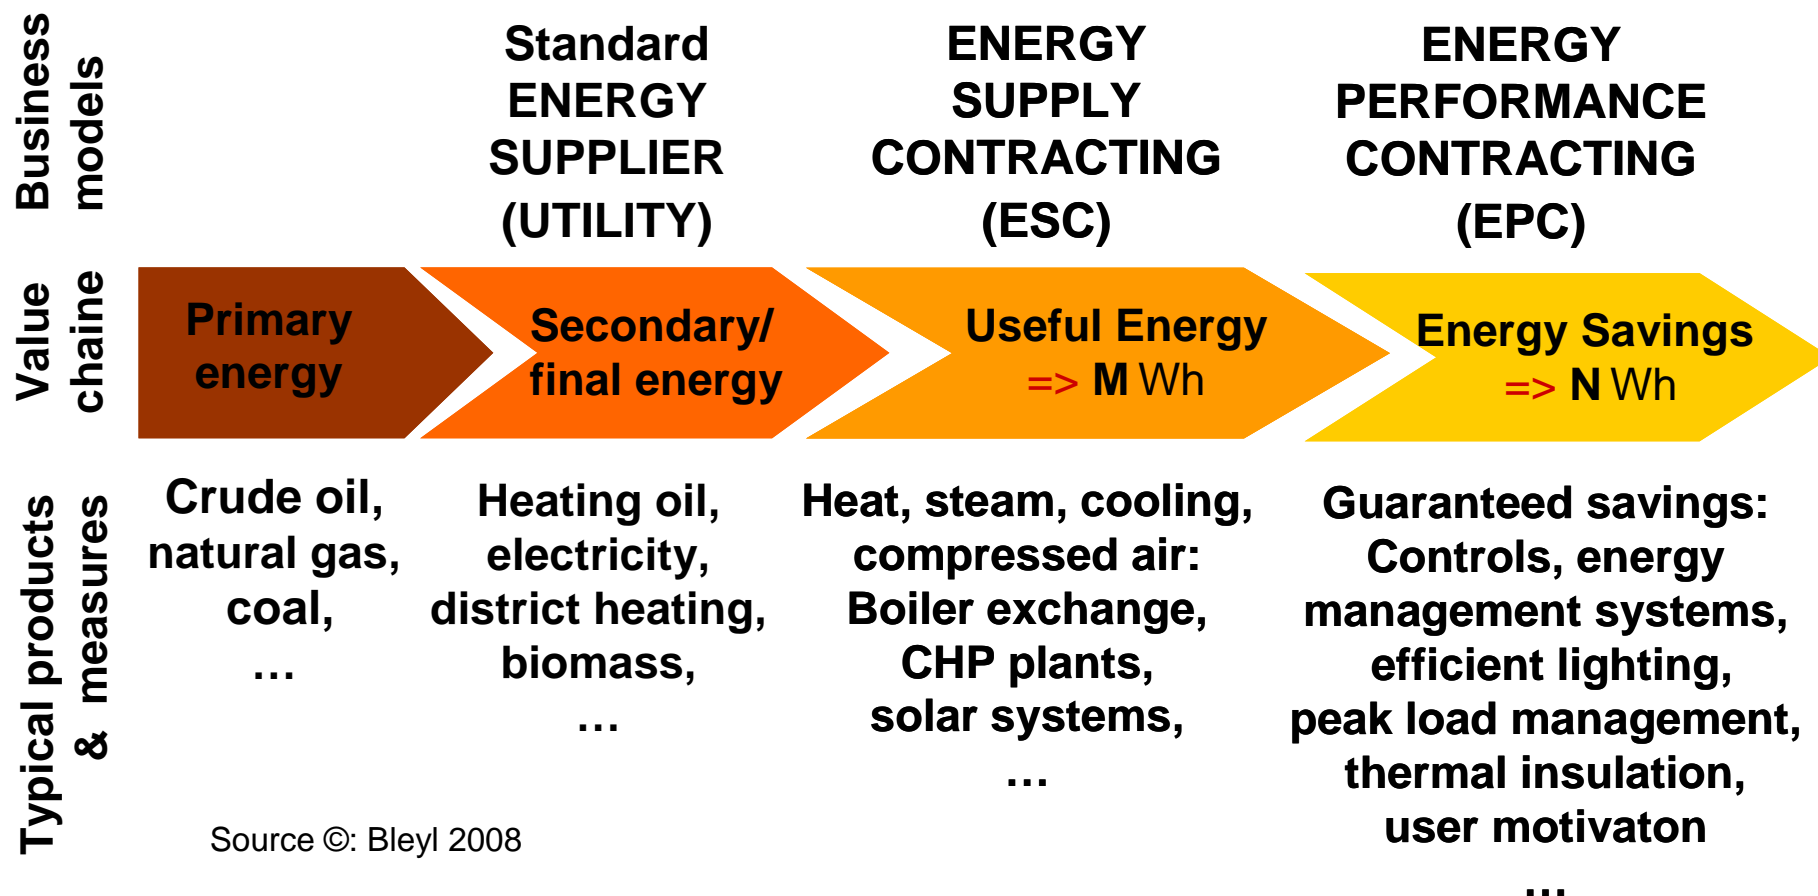 Business
models
Standard
ENERGY
SUPPLIER
(UTILITY)
ENERGY
SUPPLY
CONTRACTING
(ESC)
ENERGY
PERFORMANCE
CONTRACTING
(EPC)
Value
chaine
Primary
energy
Secondary/
final energy
Useful Energy
=> M Wh
Energy Savings
=> N Wh
Typical products
& measures
Crude oil,
natural gas,
coal,
…
Heating oil,
electricity,
district heating,
biomass,
…
Heat, steam, cooling,
compressed air:
Boiler exchange,
CHP plants,
solar systems,
…
Guaranteed savings:
Controls, energy
management systems,
efficient lighting,
peak load management,
thermal insulation,
user motivaton
…
Source ©: Bleyl 2008